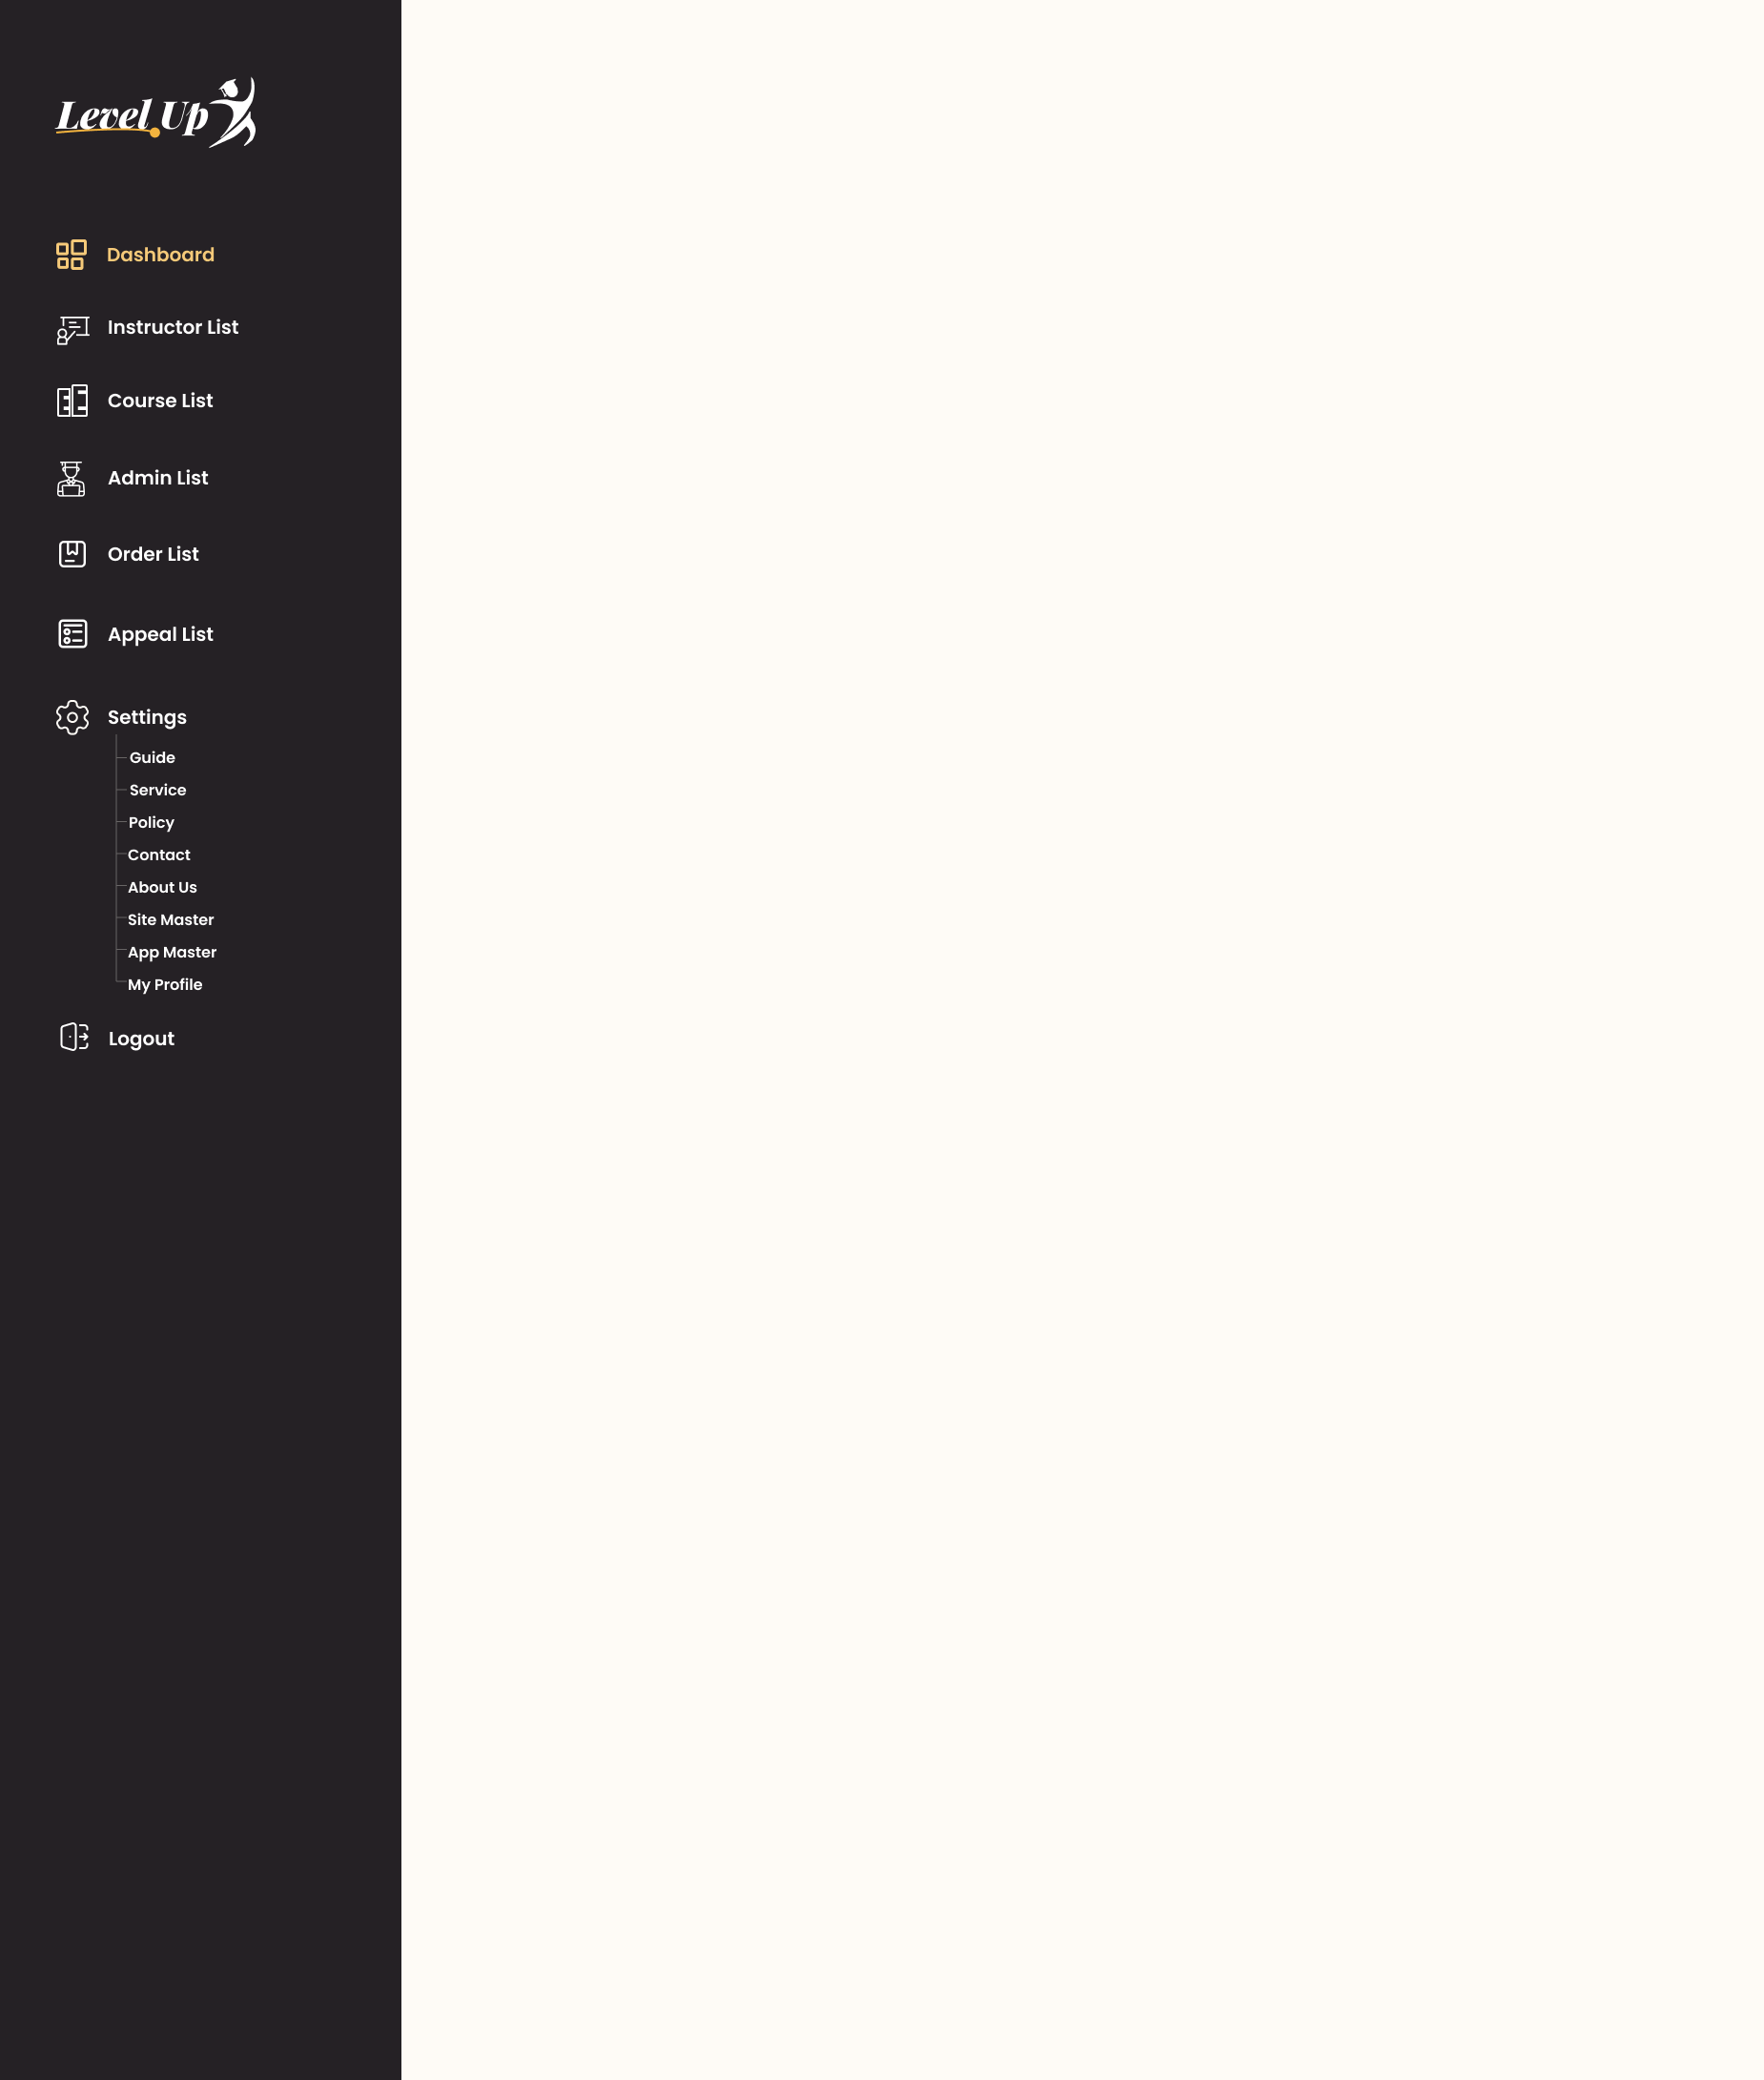 Level Up
Dashboard
Instructor List
Course List
Admin List
Order List
Appeal List
Settings
Guide
Service
Policy
Contact
About Us
Site Master
App Master
My Profile
Logout